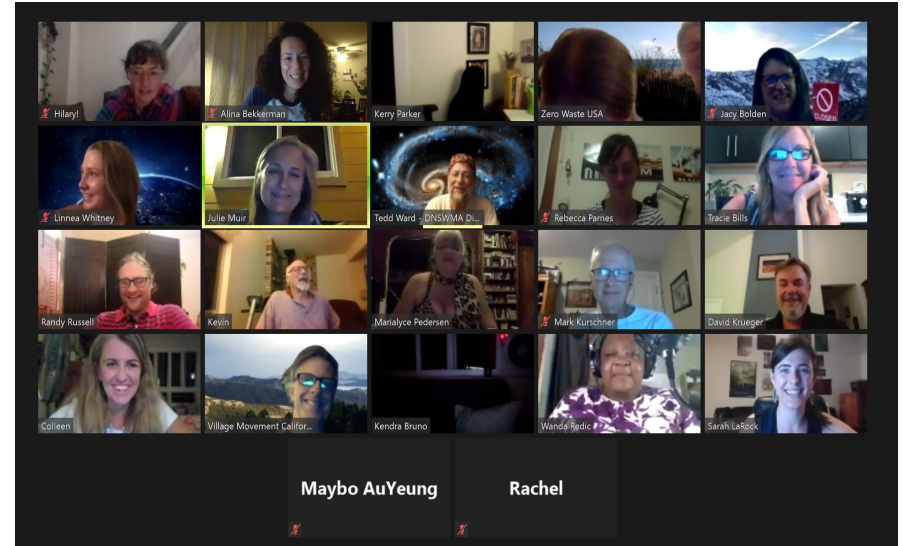 Hilary!
Alina Bekkerman
Kerry Parker
Zero Waste USA
Jacy Bolden
CLOSED
Linnea Whitney
Julie Muir
Tedd Ward - DNSWMA Di...
Rebecca Parnes
Tracie Bills
Randy Russell
Kevin
Marialyce Pedersen
Mark Kurschner
David Krueger
Colleen
Village Movement Califor...
Kendra Bruno
Wanda Redic
Sarah LaRock
Maybo AuYeung
Rachel